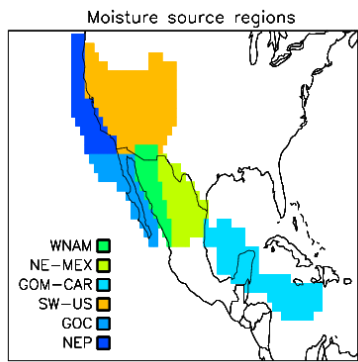 Moisture source regions
WNAM
NE-MEX
GOM-CAR
SW-US
GOC
NEP